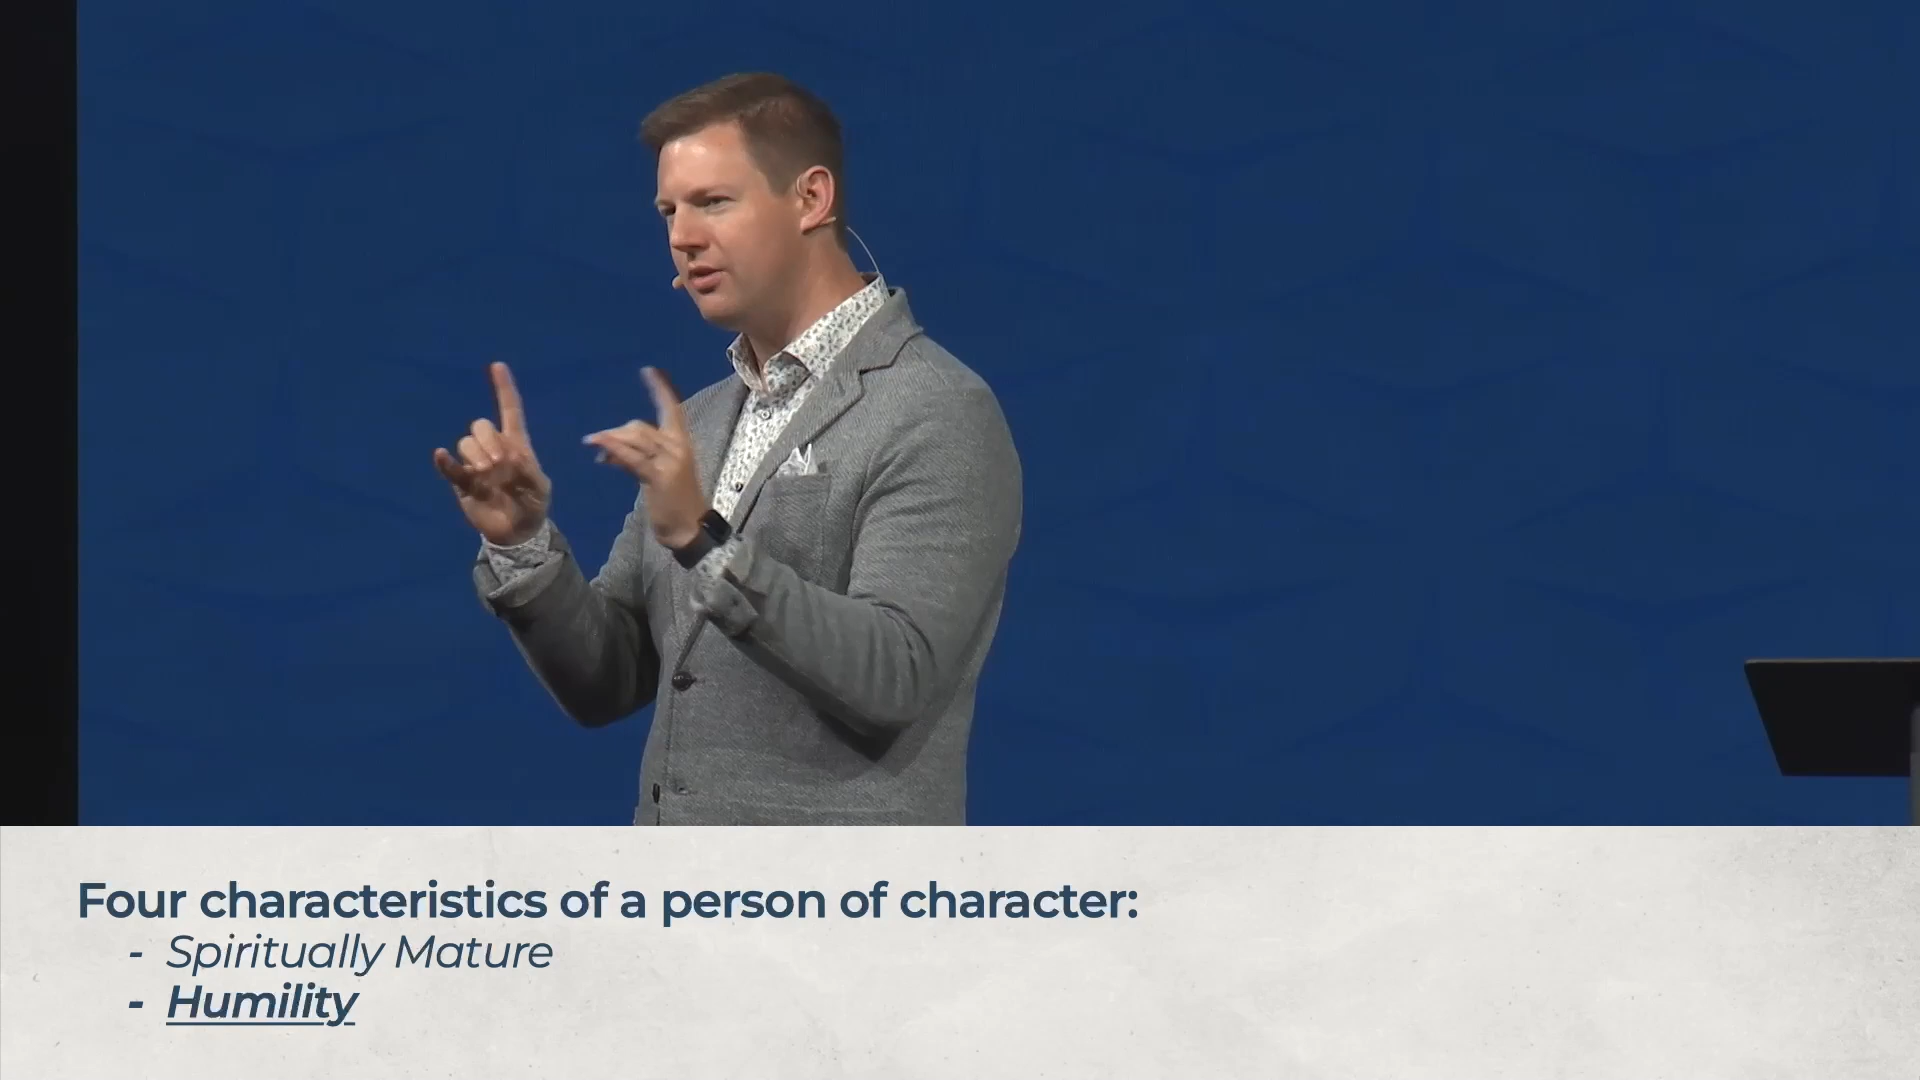 Four characteristics of a person of character:
- Spiritually Mature
- Humility